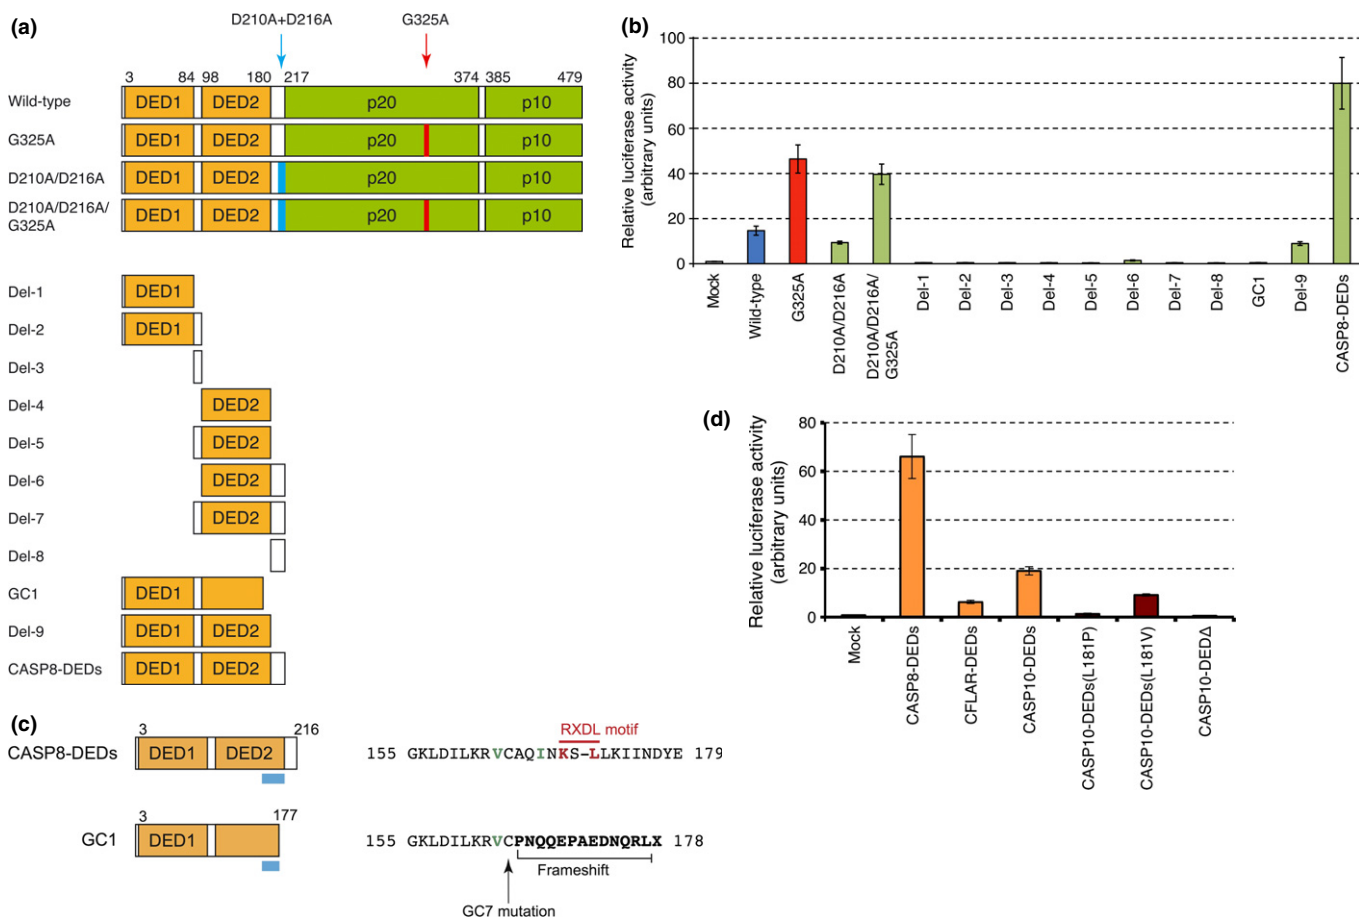 (a)
D210A+D216A
G325A
3 84 98 180 217 374 385 479
Wild-type DED1 DED2 p20 p10
G325A DED1 DED2 p20 p10
D210A/D216A DED1 DED2 p20 p10
D210A/D216A/
G325A DED1 DED2 p20 p10
Del-1 DED1
Del-2 DED1
Del-3
Del-4 DED2
Del-5 DED2
Del-6 DED2
Del-7 DED2
Del-8
GC1 DED1
Del-9 DED1 DED2
CASP8-DEDs DED1 DED2
(b)
Relative luciferase activity
(arbitrary units)
100
80
60
40
20
0
Mock
Wild-type
G325A
D210A/D216A
D210A/D216A/
G325A
Del-1
Del-2
Del-3
Del-4
Del-5
Del-6
Del-7
Del-8
GC1
Del-9
CASP8-DEDs
(c)
3 216
CASP8-DEDs DED1 DED2
RXDL motif
155 GKLDILKRVCAQINKS-LLKIINDYE 179
3 177
GC1 DED1
155 GKLDILKRVCPNQQEPAEDNQRLX 178
Frameshift
GC7 mutation
(d)
Relative luciferase activity
(arbitrary units)
80
60
40
20
0
Mock
CASP8-DEDs
CFLAR-DEDs
CASP10-DEDs
CASP10-DEDs(L181P)
CASP10-DEDs(L181V)
CASP10-DEDΔ